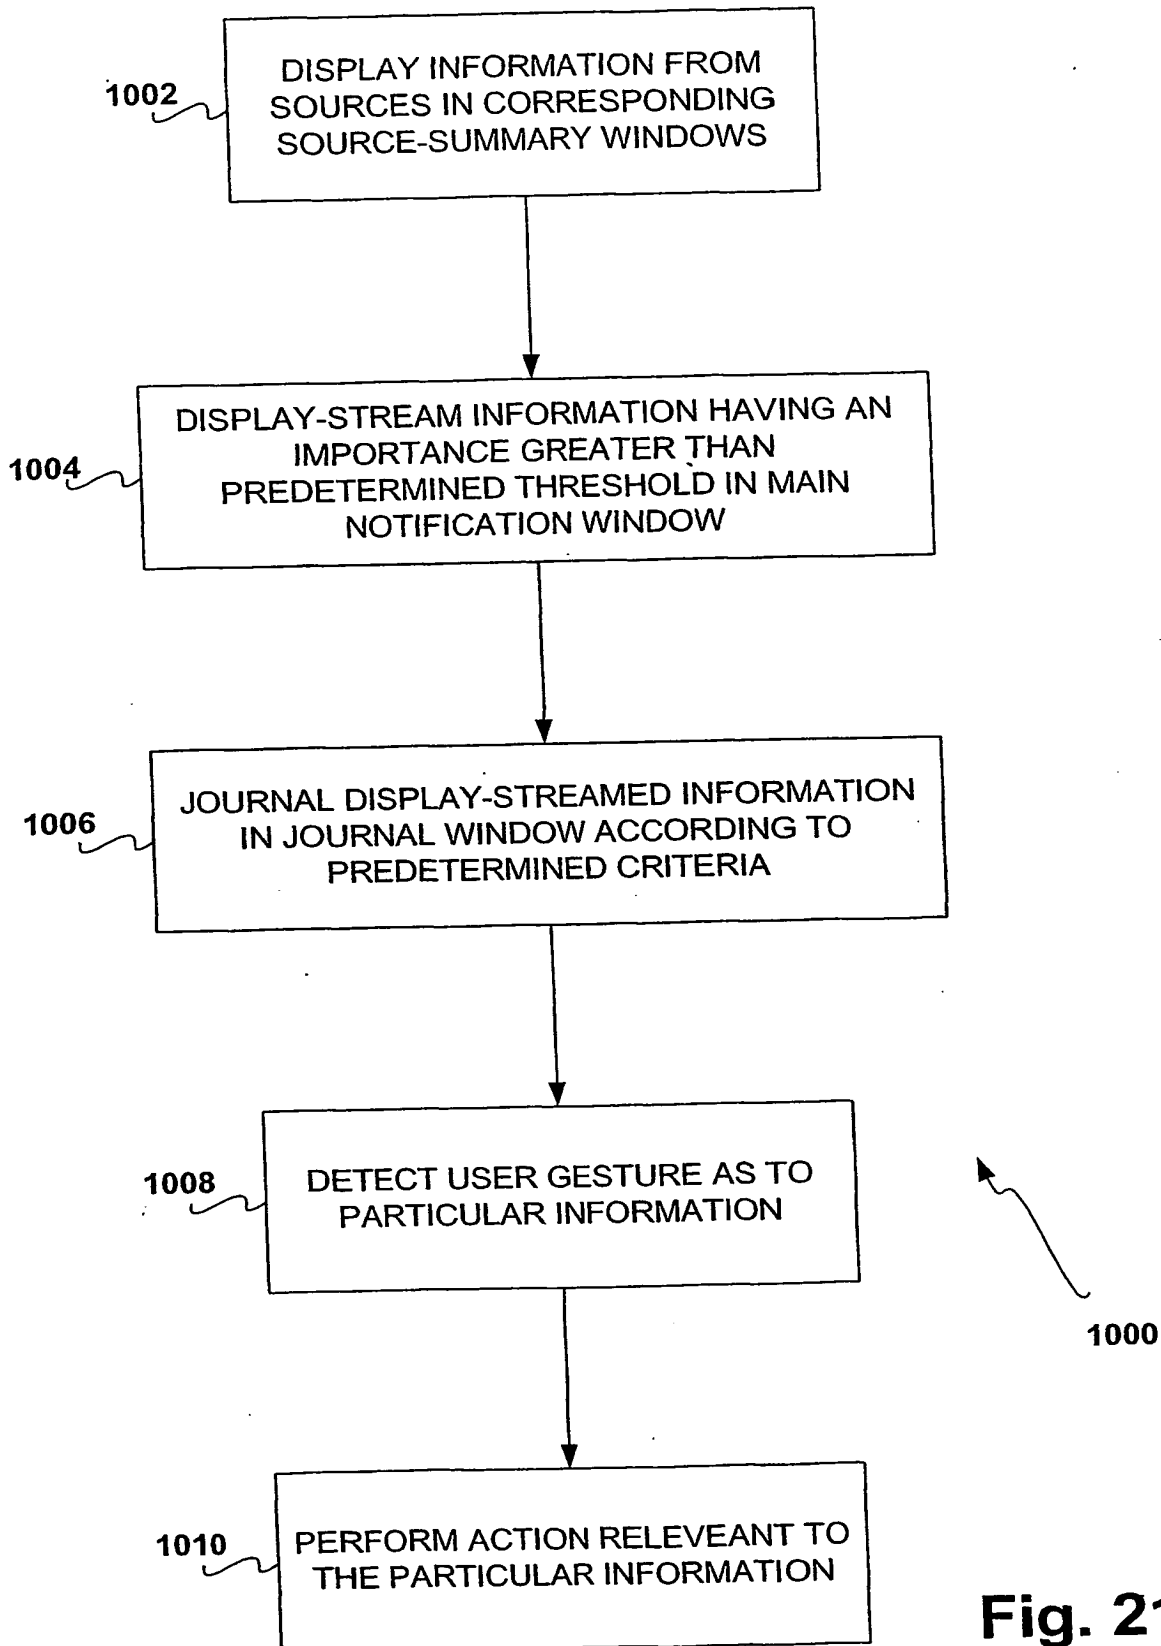 1002
DISPLAY INFORMATION FROM
SOURCES IN CORRESPONDING
SOURCE-SUMMARY WINDOWS
1004
DISPLAY-STREAM INFORMATION HAVING AN
IMPORTANCE GREATER THAN
PREDETERMINED THRESHOLD IN MAIN
NOTIFICATION WINDOW
1006
JOURNAL DISPLAY-STREAMED INFORMATION
IN JOURNAL WINDOW ACCORDING TO
PREDETERMINED CRITERIA
1008
DETECT USER GESTURE AS TO
PARTICULAR INFORMATION
1000
1010
PERFORM ACTION RELEVEANT TO
THE PARTICULAR INFORMATION
Fig. 21